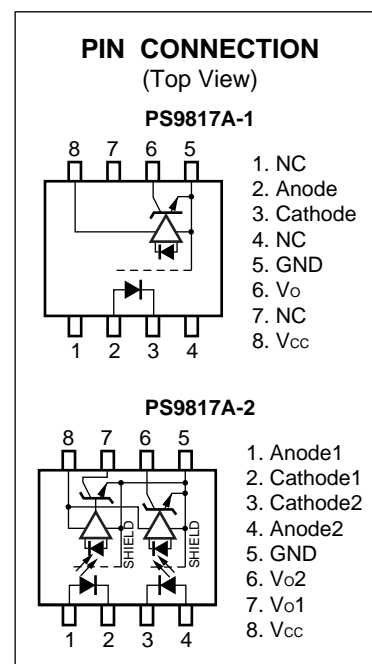 PIN CONNECTION
(Top View)
PS9817A-1
8 7 6 5
1. NC
2. Anode
3. Cathode
4. NC
5. GND
6. Vo
7. NC
8. Vcc
1 2 3 4
PS9817A-2
8 7 6 5
SHIELD
SHIELD
1. Anode1
2. Cathode1
3. Cathode2
4. Anode2
5. GND
6. Vo2
7. Vo1
8. Vcc
1 2 3 4